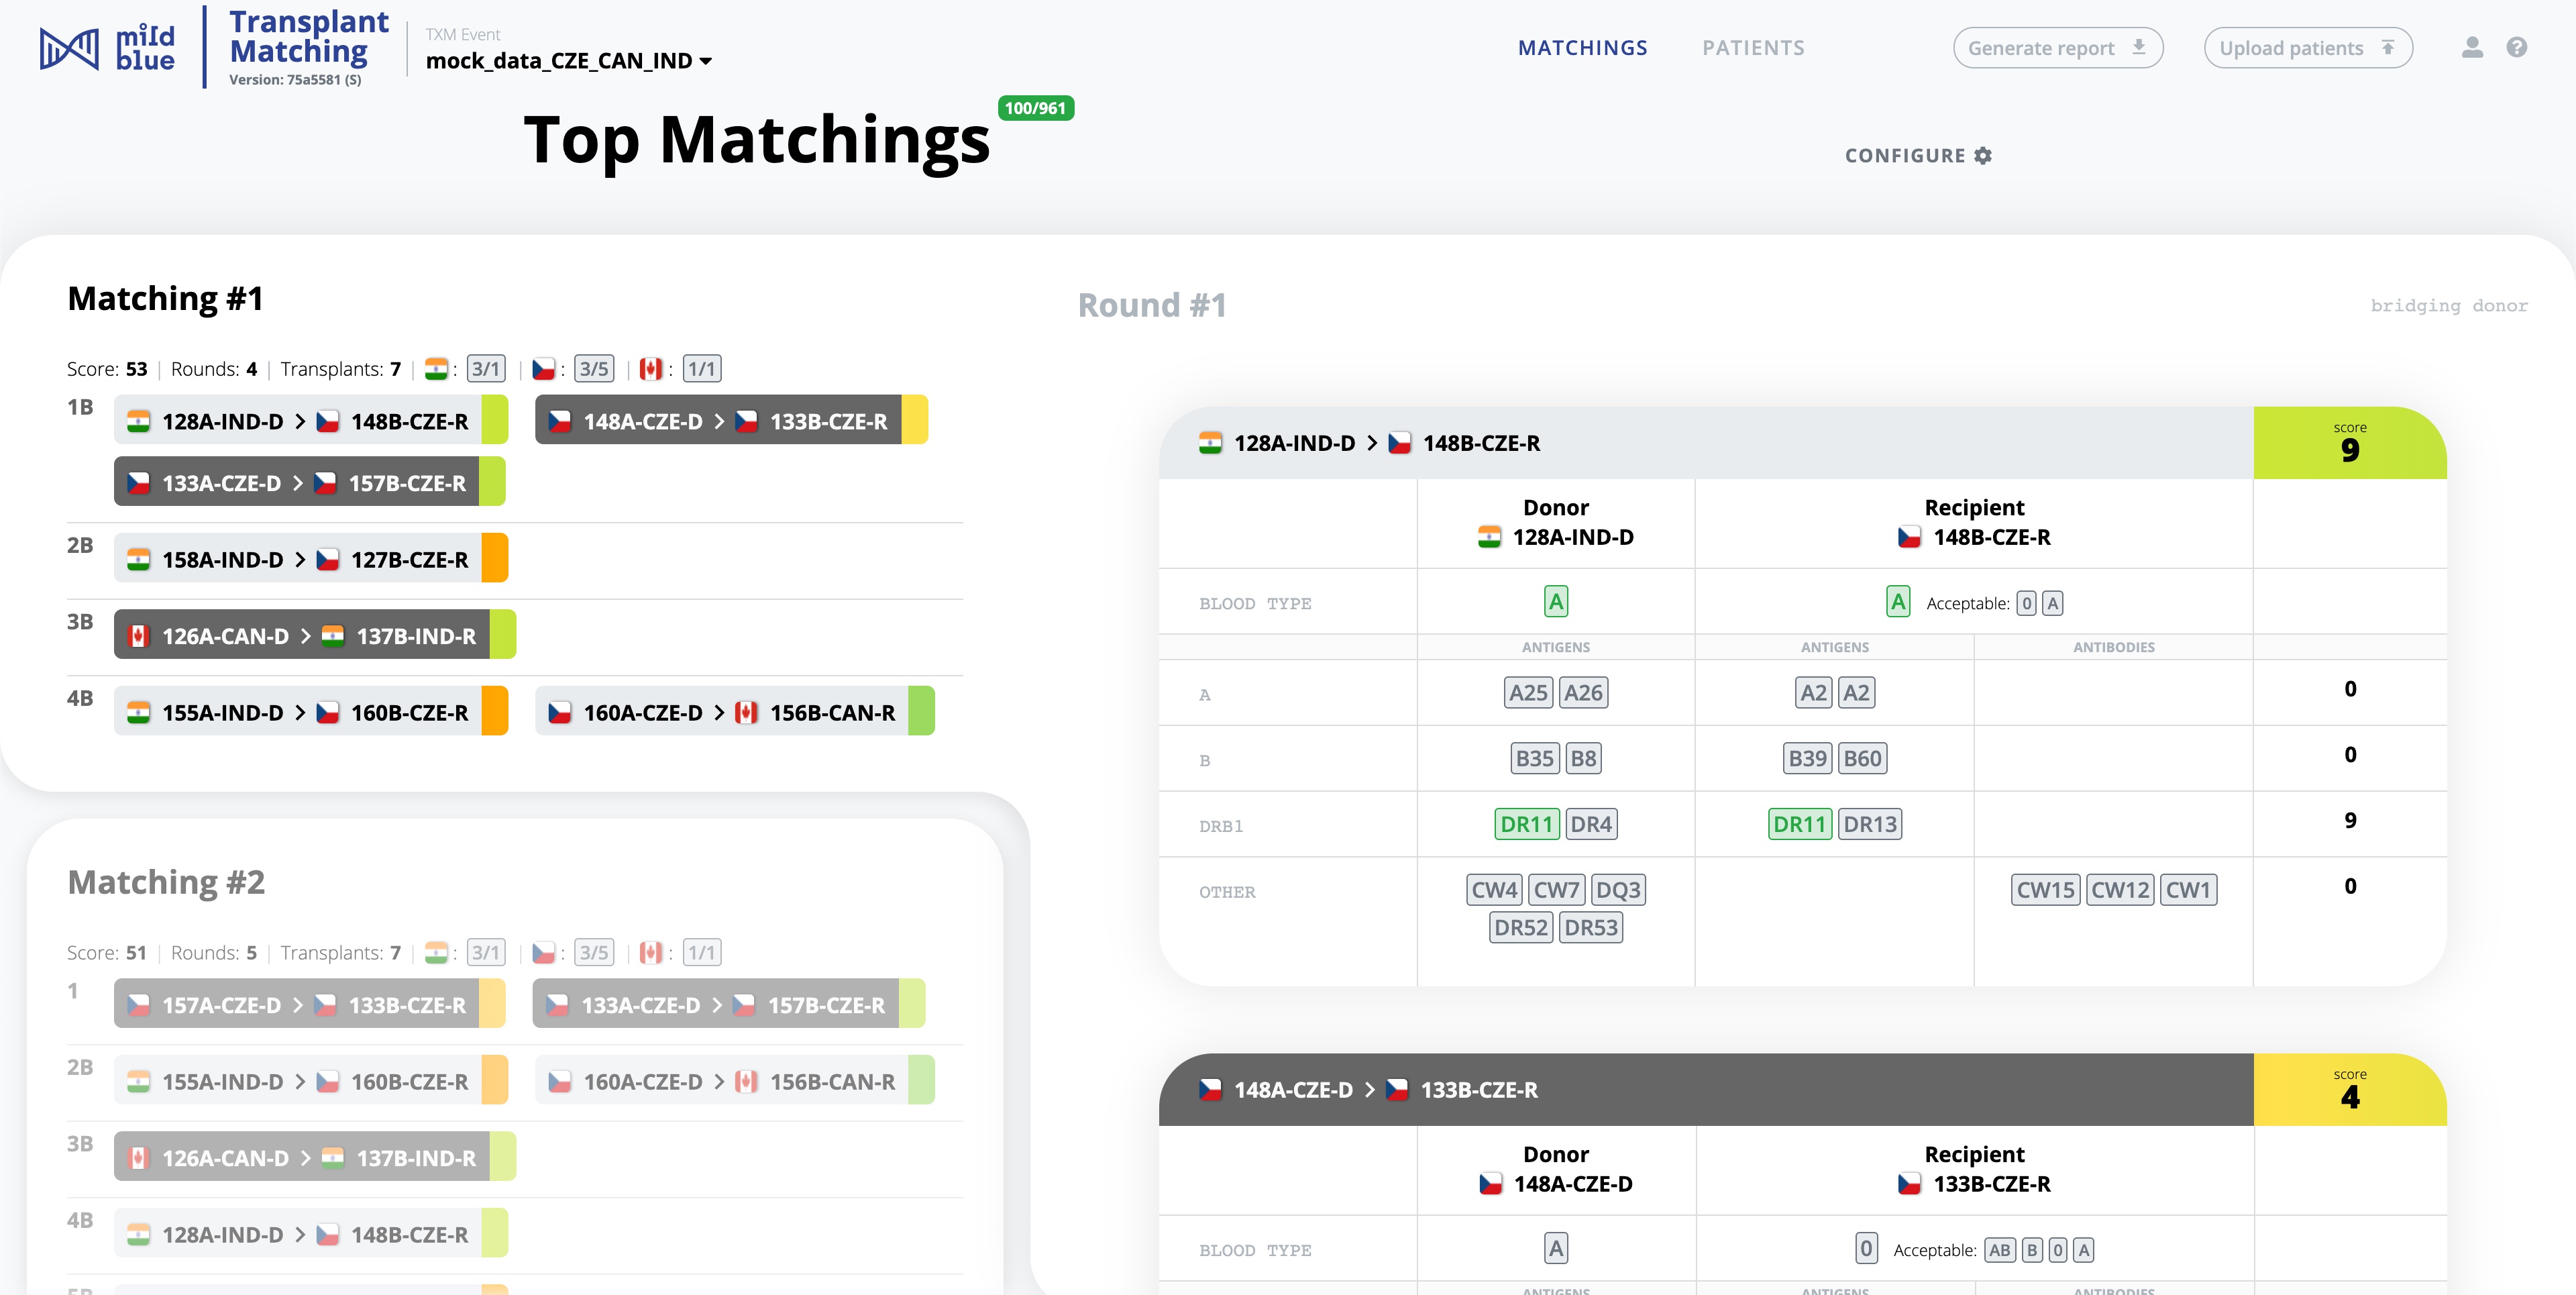 mild blue
Transplant Matching
Version: 75a5581 (S)
TXM Event
mock_data_CZE_CAN_IND
MATCHINGS
PATIENTS
Generate report
Upload patients
Top Matchings
100/961
CONFIGURE
Matching #1
Score: 53 | Rounds: 4 | Transplants: 7 | : 3/1 | : 3/5 | : 1/1
1B 128A-IND-D > 148B-CZE-R 148A-CZE-D > 133B-CZE-R
133A-CZE-D > 157B-CZE-R
2B 158A-IND-D > 127B-CZE-R
3B 126A-CAN-D > 137B-IND-R
4B 155A-IND-D > 160B-CZE-R 160A-CZE-D > 156B-CAN-R
Matching #2
Score: 51 | Rounds: 5 | Transplants: 7 | : 3/1 | : 3/5 | : 1/1
1 157A-CZE-D > 133B-CZE-R 133A-CZE-D > 157B-CZE-R
2B 155A-IND-D > 160B-CZE-R 160A-CZE-D > 156B-CAN-R
3B 126A-CAN-D > 137B-IND-R
4B 128A-IND-D > 148B-CZE-R
5B
Round #1
bridging donor
128A-IND-D > 148B-CZE-R score 9
Donor Recipient
128A-IND-D 148B-CZE-R
BLOOD TYPE A A Acceptable: 0 A
ANTIGENS ANTIGENS ANTIBODIES
A A25 A26 A2 A2 0
B B35 B8 B39 B60 0
DRB1 DR11 DR4 DR11 DR13 9
OTHER CW4 CW7 DQ3 CW15 CW12 CW1 0
DR52 DR53
148A-CZE-D > 133B-CZE-R score 4
Donor Recipient
148A-CZE-D 133B-CZE-R
BLOOD TYPE A 0 Acceptable: AB B 0 A
ANTIGENS ANTIGENS ANTIBODIES